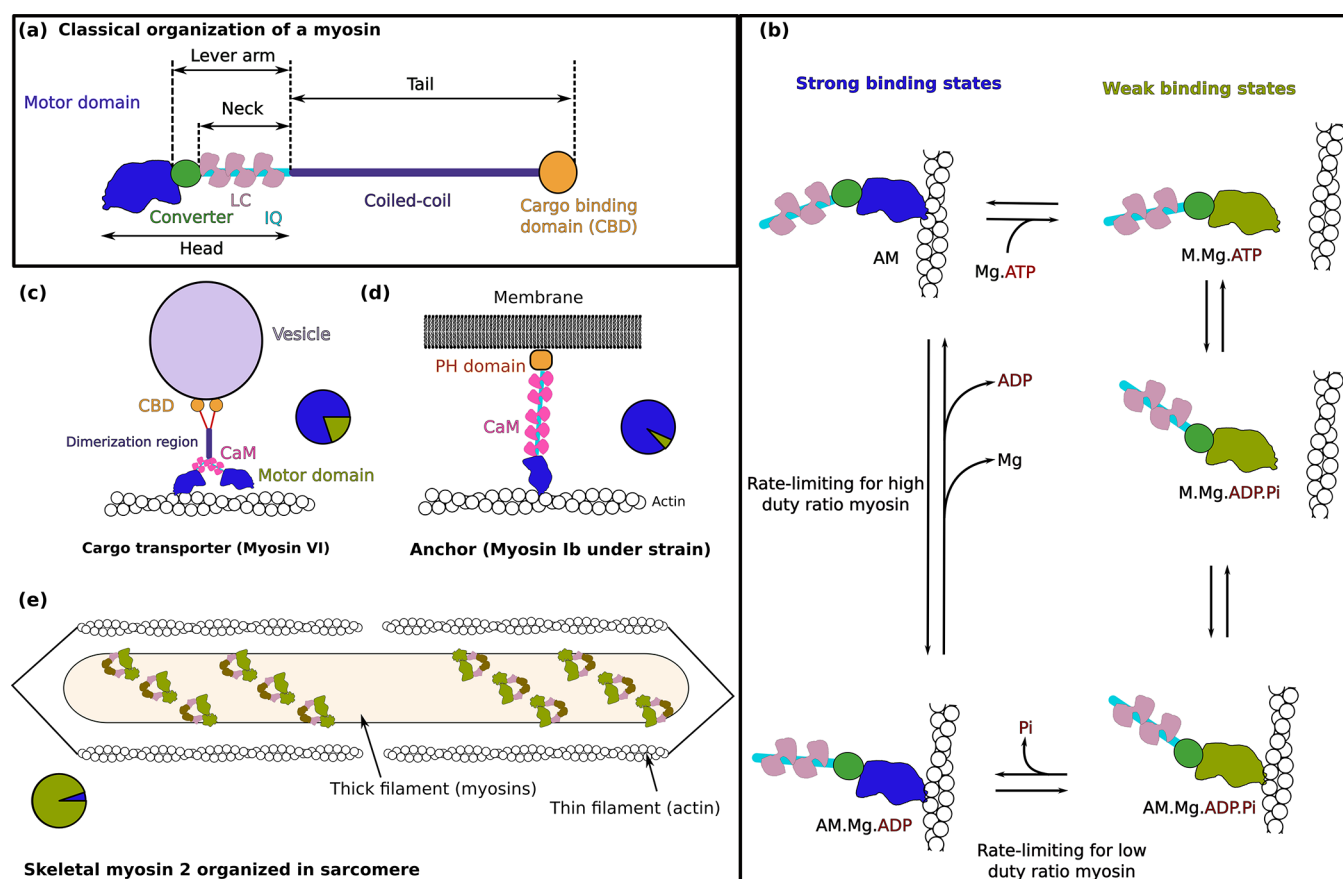 (a) Classical organization of a myosin
Lever arm
Tail
Motor domain
Neck
LC
Converter
IQ
Coiled-coil
Cargo binding
domain (CBD)
Head
(b)
Strong binding states
Weak binding states
AM
Mg.ATP
M.Mg.ATP
ADP
Mg
Rate-limiting for high
duty ratio myosin
M.Mg.ADP.Pi
Pi
AM.Mg.ADP
AM.Mg.ADP.Pi
Rate-limiting for low
duty ratio myosin
(c)
Vesicle
CBD
Dimerization region
CaM
Motor domain
Cargo transporter (Myosin VI)
(d)
Membrane
PH domain
CaM
Actin
Anchor (Myosin Ib under strain)
(e)
Thick filament (myosins)
Thin filament (actin)
Skeletal myosin 2 organized in sarcomere